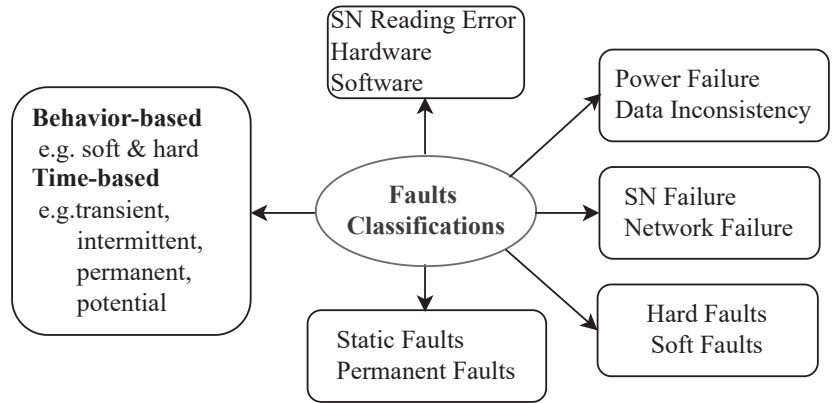 SN Reading Error
Hardware
Software
Power Failure
Data Inconsistency
Behavior-based
e.g. soft & hard
Time-based
e.g.transient,
intermittent,
permanent,
potential
Faults
Classifications
SN Failure
Network Failure
Static Faults
Permanent Faults
Hard Faults
Soft Faults